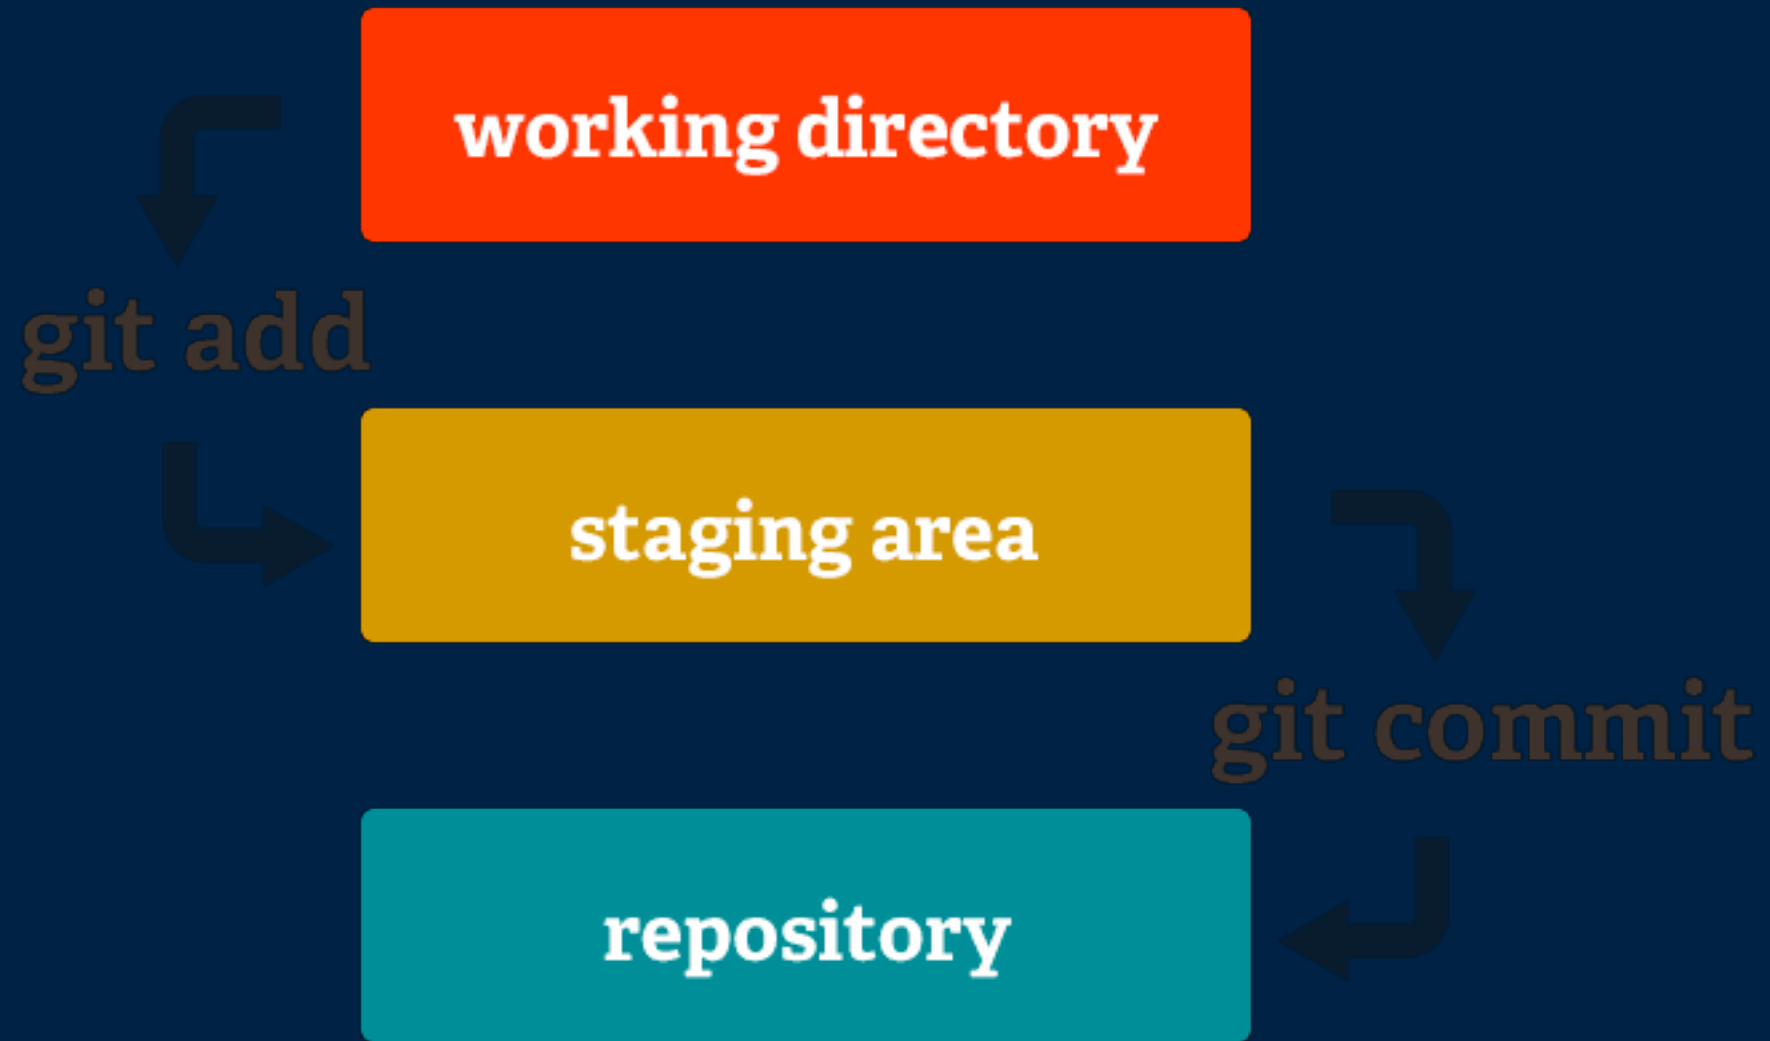 working directory
git add
staging area
git commit
repository